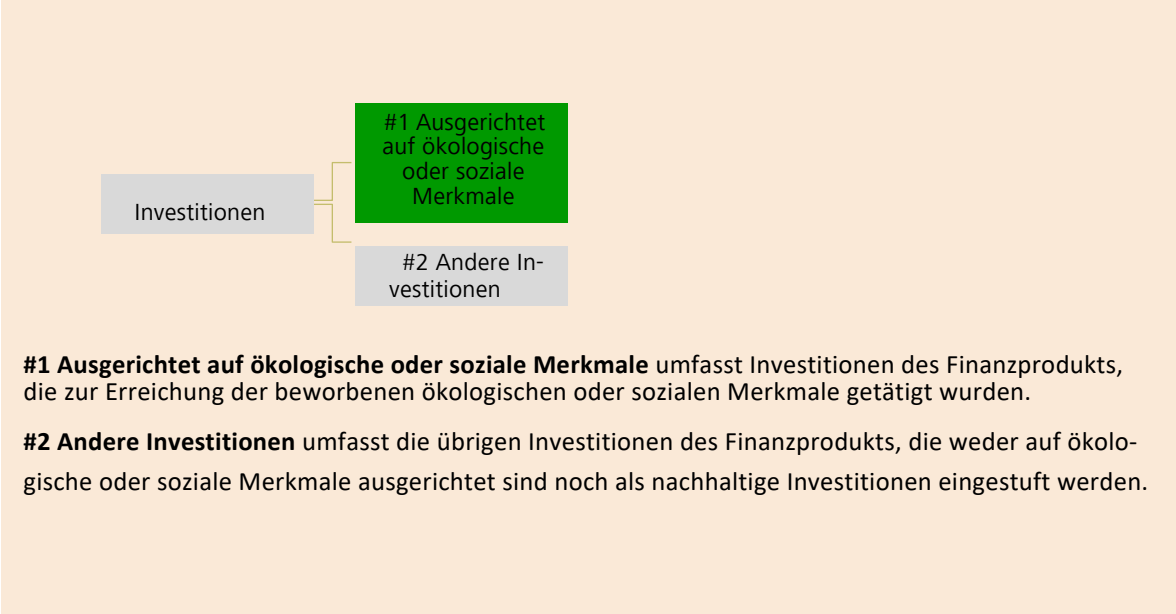 #1 Ausgerichtet
auf ökologische
oder soziale
Merkmale
Investitionen
#2 Andere In-
vestitionen
#1 Ausgerichtet auf ökologische oder soziale Merkmale umfasst Investitionen des Finanzprodukts,
die zur Erreichung der beworbenen ökologischen oder sozialen Merkmale getätigt wurden.
#2 Andere Investitionen umfasst die übrigen Investitionen des Finanzprodukts, die weder auf ökolo-
gische oder soziale Merkmale ausgerichtet sind noch als nachhaltige Investitionen eingestuft werden.